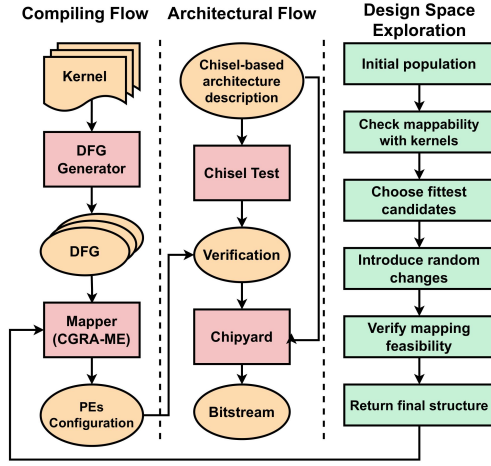 Compiling Flow
Kernel
DFG
Generator
DFG
Mapper
(CGRA-ME)
PEs
Configuration
Architectural Flow
Chisel-based
architecture
description
Chisel Test
Verification
Chipyard
Bitstream
Design Space
Exploration
Initial population
Check mappability
with kernels
Choose fittest
candidates
Introduce random
changes
Verify mapping
feasibility
Return final structure